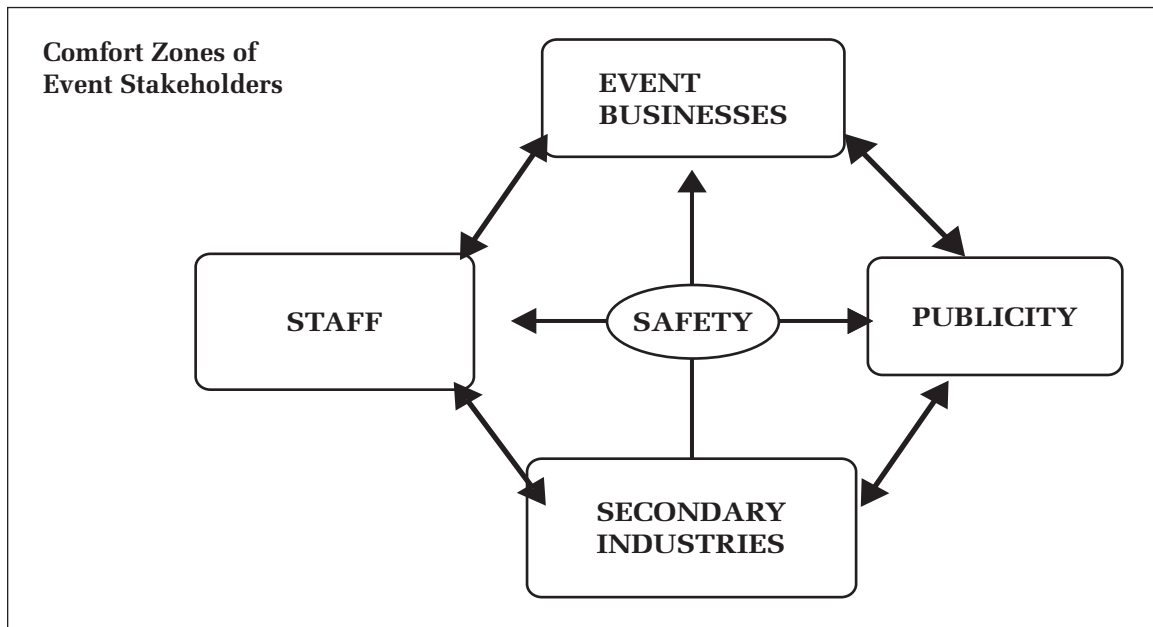 Comfort Zones of
Event Stakeholders
EVENT
BUSINESSES
STAFF
SAFETY
PUBLICITY
SECONDARY
INDUSTRIES